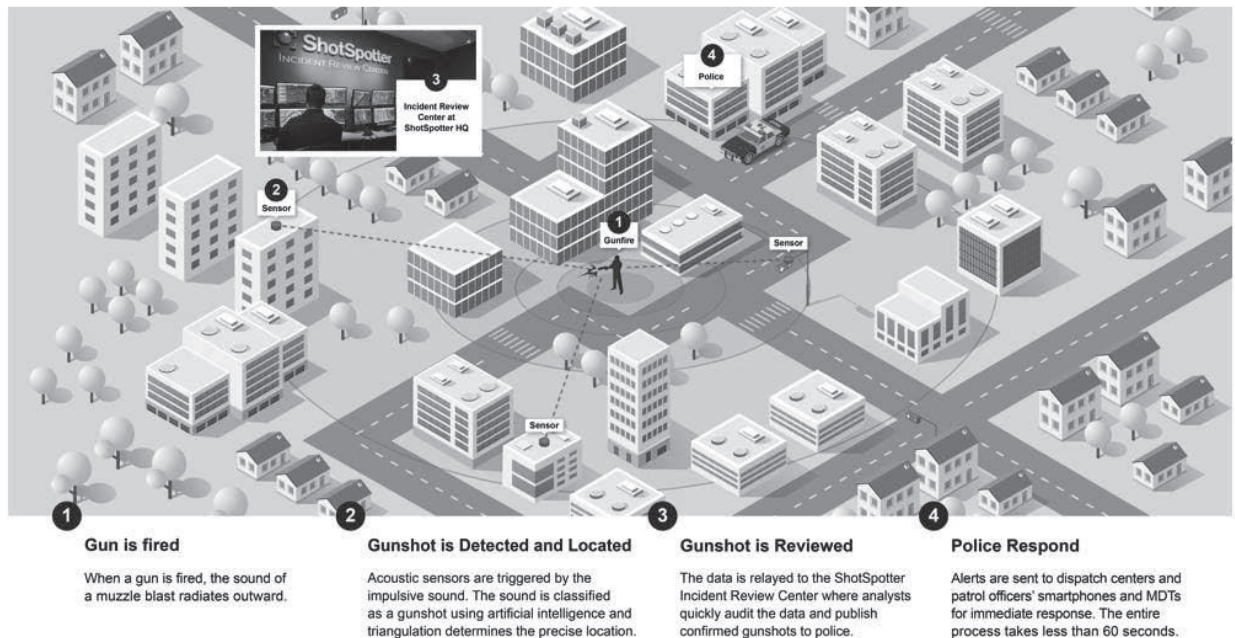 ShotSpotter
INCIDENT REVIEW CENTER
3
Incident Review
Center at
ShotSpotter HQ
4
Police
2
Sensor
1
Gunfire
Sensor
Sensor
1
Gun is fired
When a gun is fired, the sound of
a muzzle blast radiates outward.
2
Gunshot is Detected and Located
Acoustic sensors are triggered by the
impulsive sound. The sound is classified
as a gunshot using artificial intelligence and
triangulation determines the precise location.
3
Gunshot is Reviewed
The data is relayed to the ShotSpotter
Incident Review Center where analysts
quickly audit the data and publish
confirmed gunshots to police.
4
Police Respond
Alerts are sent to dispatch centers and
patrol officers' smartphones and MDTs
for immediate response. The entire
process takes less than 60 seconds.